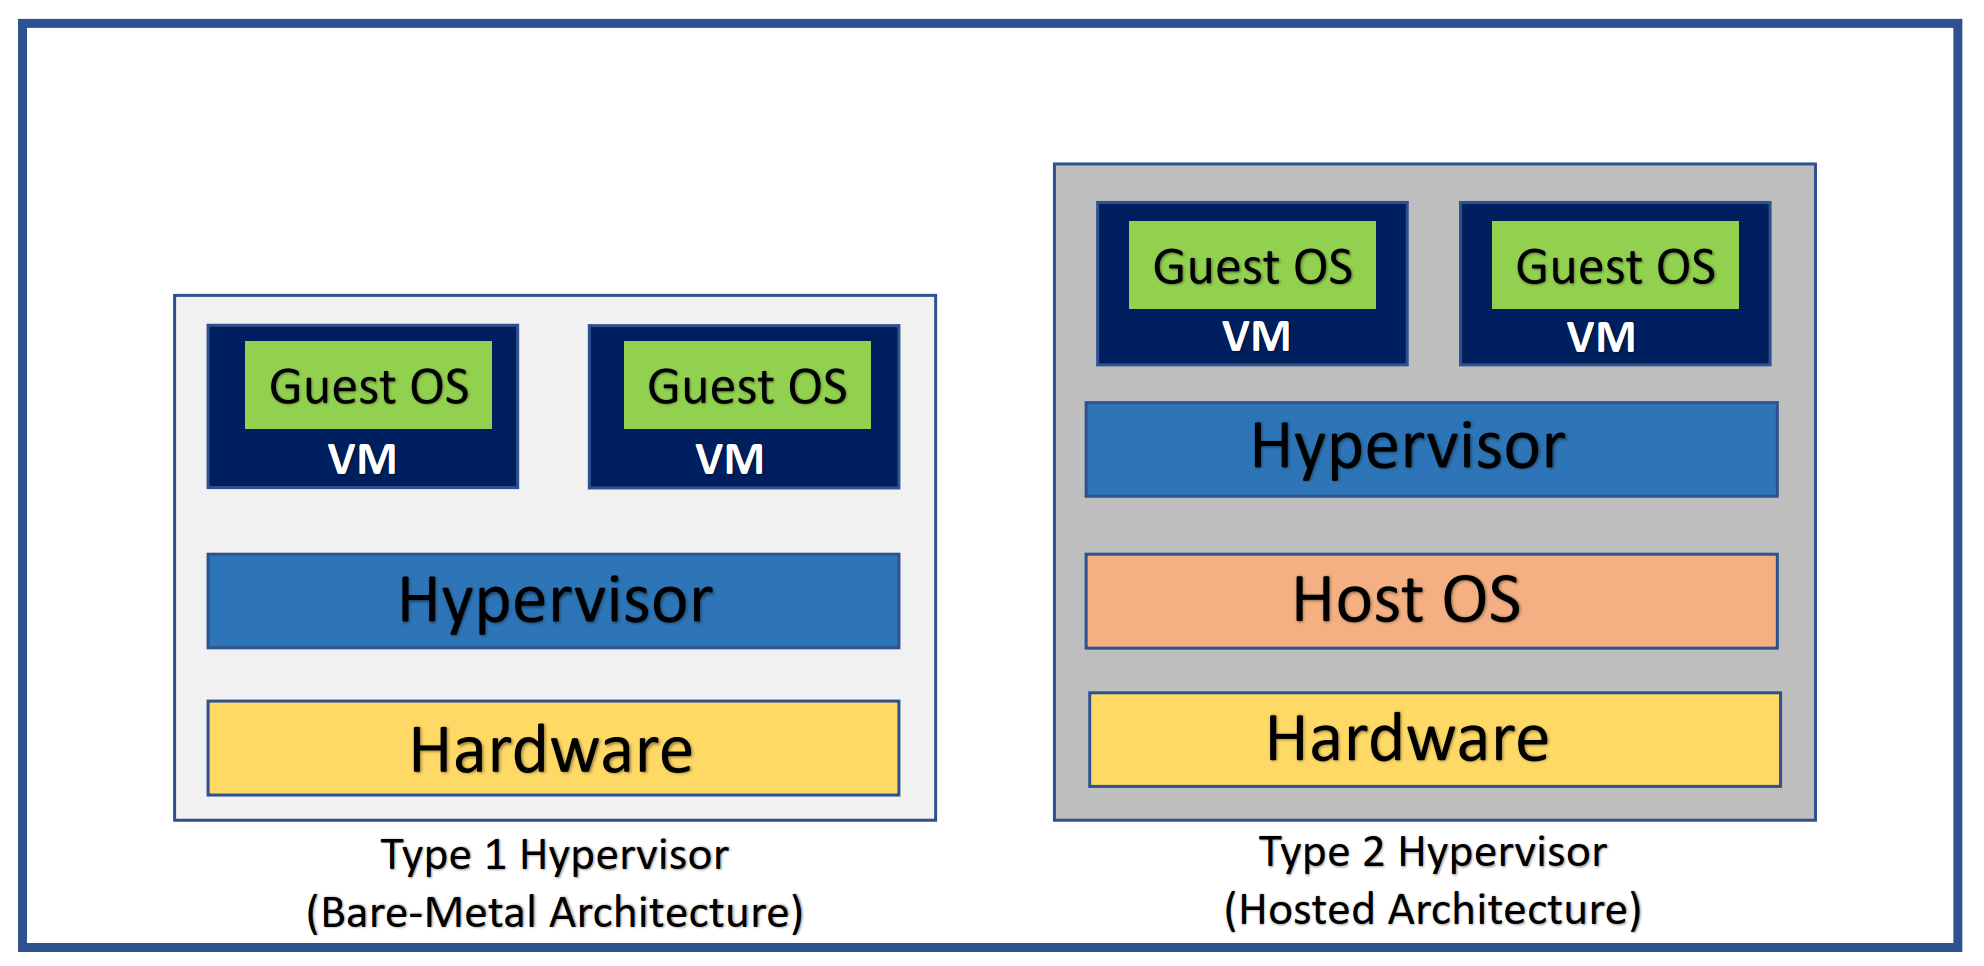 Guest OS
VM
Guest OS
VM
Hypervisor
Hardware
Type 1 Hypervisor
(Bare-Metal Architecture)
Guest OS
VM
Guest OS
VM
Hypervisor
Host OS
Hardware
Type 2 Hypervisor
(Hosted Architecture)